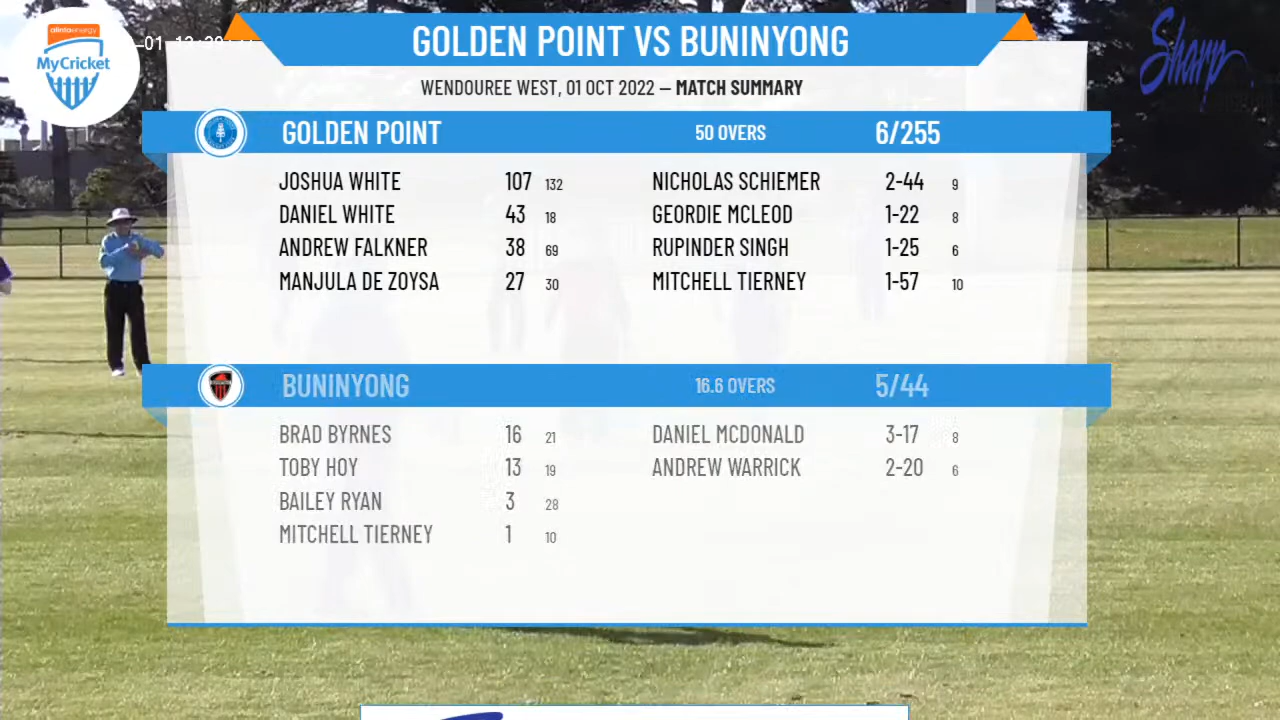 alintaenergy
MyCricket
GOLDEN POINT VS BUNINYONG
Sharp
WENDOUREE WEST, 01 OCT 2022 – MATCH SUMMARY
GOLDEN POINT 50 OVERS 6/255
JOSHUA WHITE 107 132 NICHOLAS SCHIEMER 2-44 9
DANIEL WHITE 43 18 GEORDIE MCLEOD 1-22 8
ANDREW FALKNER 38 69 RUPINDER SINGH 1-25 6
MANJULA DE ZOYSA 27 30 MITCHELL TIERNEY 1-57 10
BUNINYONG 16.6 OVERS 5/44
BRAD BYRNES 16 21 DANIEL MCDONALD 3-17 8
TOBY HOY 13 19 ANDREW WARRICK 2-20 6
BAILEY RYAN 3 28
MITCHELL TIERNEY 1 10